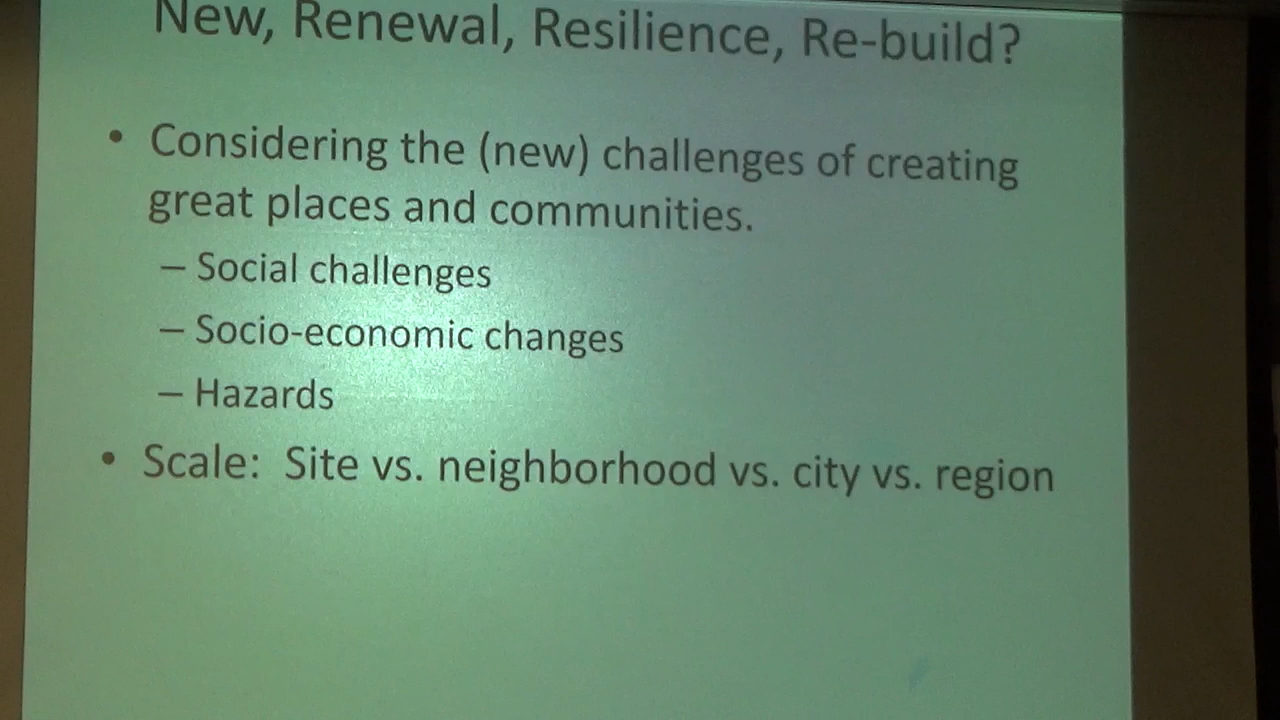 New, Renewal, Resilience, Re-build?
• Considering the (new) challenges of creating
great places and communities.
– Social challenges
– Socio-economic changes
– Hazards
• Scale:  Site vs. neighborhood vs. city vs. region